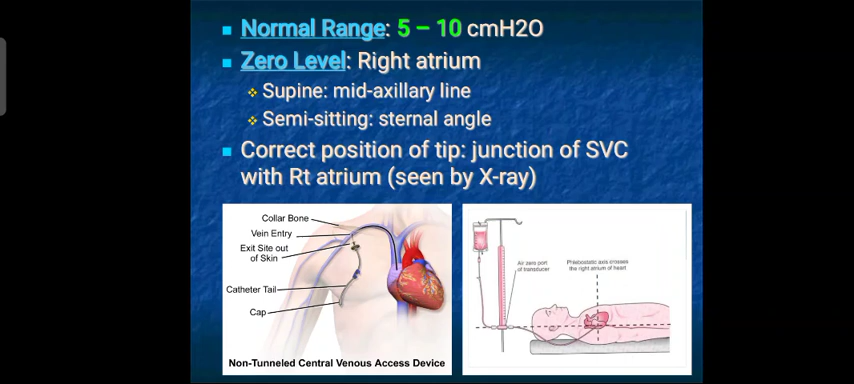 Normal Range: 5 – 10 cmH2O
Zero Level: Right atrium
Supine: mid-axillary line
Semi-sitting: sternal angle
Correct position of tip: junction of SVC
with Rt atrium (seen by X-ray)
Collar Bone
Vein Entry
Exit Site out
of Skin
Catheter Tail
Cap
Non-Tunneled Central Venous Access Device
Air zero port
of transducer
Phlebostatic axis crosses
the right atrium of heart